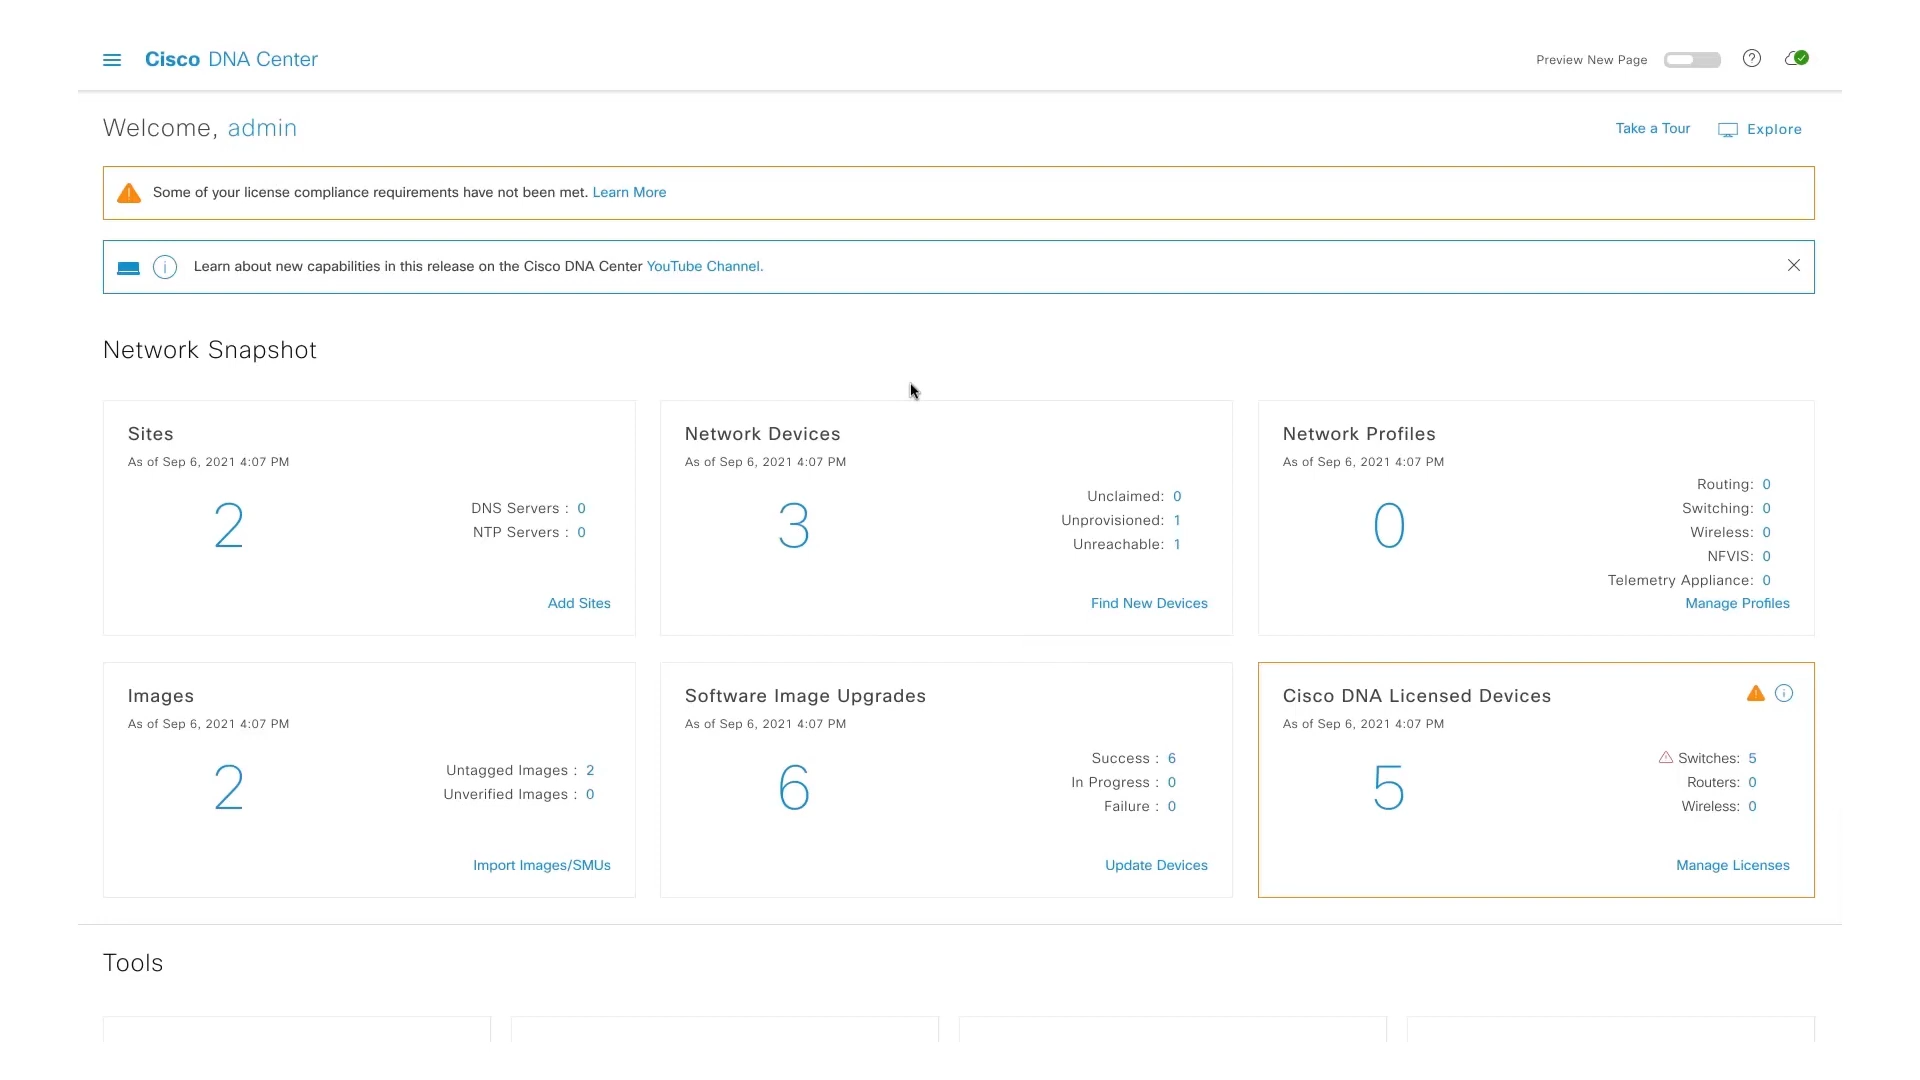 Cisco DNA Center
Preview New Page
Welcome, admin
Take a Tour
Explore
Some of your license compliance requirements have not been met. Learn More
Learn about new capabilities in this release on the Cisco DNA Center YouTube Channel.
Network Snapshot
Sites
As of Sep 6, 2021 4:07 PM
2
DNS Servers : 0
NTP Servers : 0
Add Sites
Network Devices
As of Sep 6, 2021 4:07 PM
3
Unclaimed: 0
Unprovisioned: 1
Unreachable: 1
Find New Devices
Network Profiles
As of Sep 6, 2021 4:07 PM
0
Routing: 0
Switching: 0
Wireless: 0
NFVIS: 0
Telemetry Appliance: 0
Manage Profiles
Images
As of Sep 6, 2021 4:07 PM
2
Untagged Images : 2
Unverified Images : 0
Import Images/SMUs
Software Image Upgrades
As of Sep 6, 2021 4:07 PM
6
Success : 6
In Progress : 0
Failure : 0
Update Devices
Cisco DNA Licensed Devices
As of Sep 6, 2021 4:07 PM
5
Switches: 5
Routers: 0
Wireless: 0
Manage Licenses
Tools